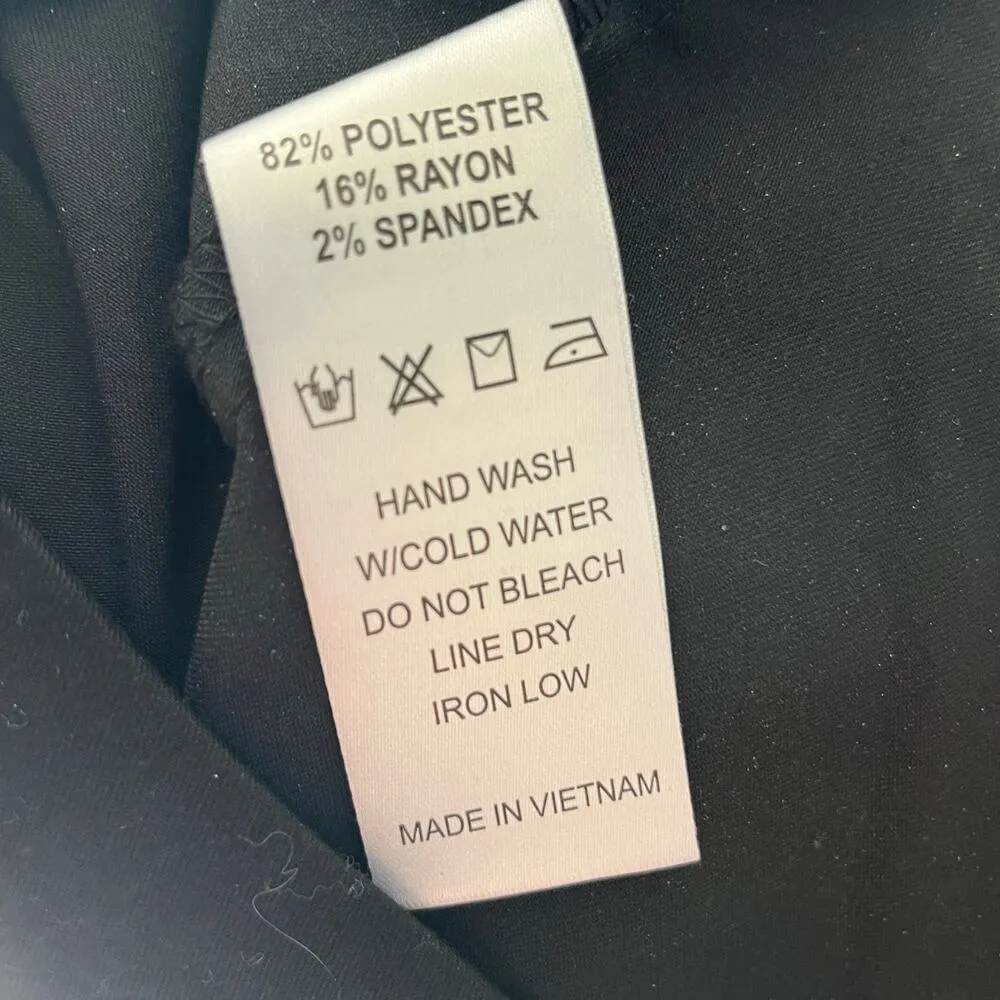 82% POLYESTER
16% RAYON
2% SPANDEX
HAND WASH
W/COLD WATER
DO NOT BLEACH
LINE DRY
IRON LOW
MADE IN VIETNAM